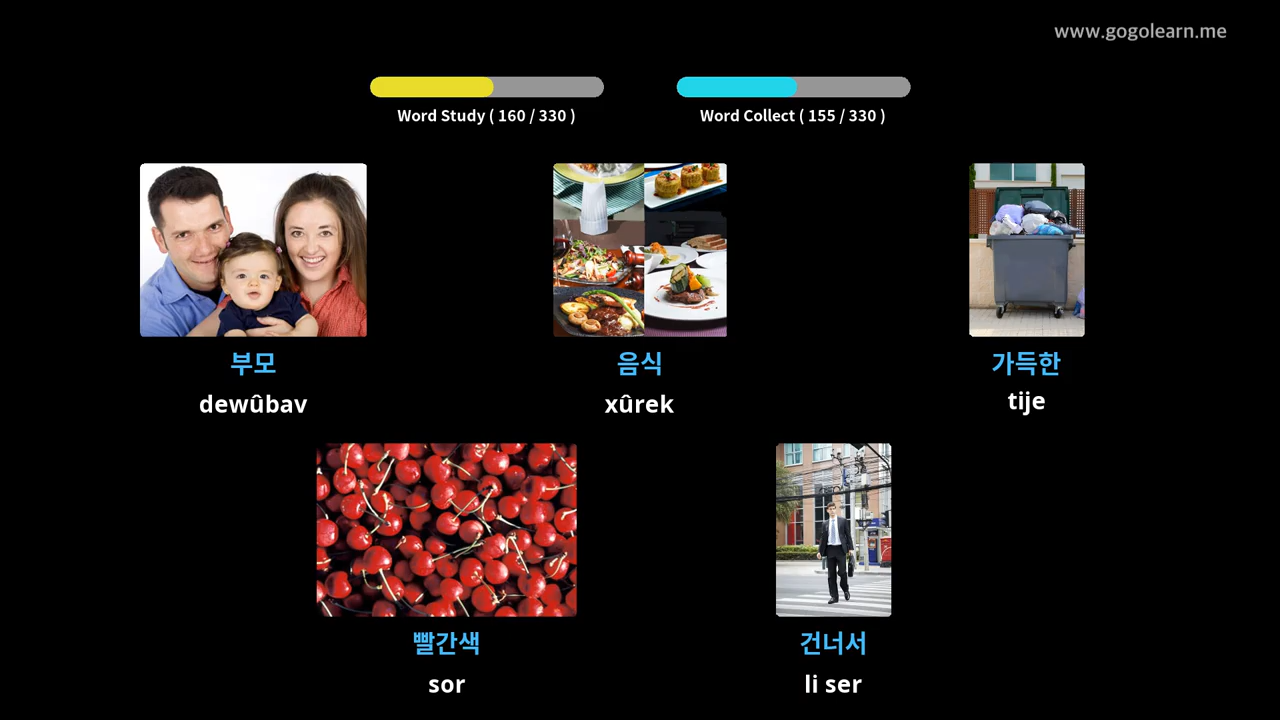 www.gogolearn.me
Word Study ( 160 / 330 )
Word Collect ( 155 / 330 )
부모
dewûbav
음식
xûrek
가득한
tije
빨간색
sor
건너서
li ser